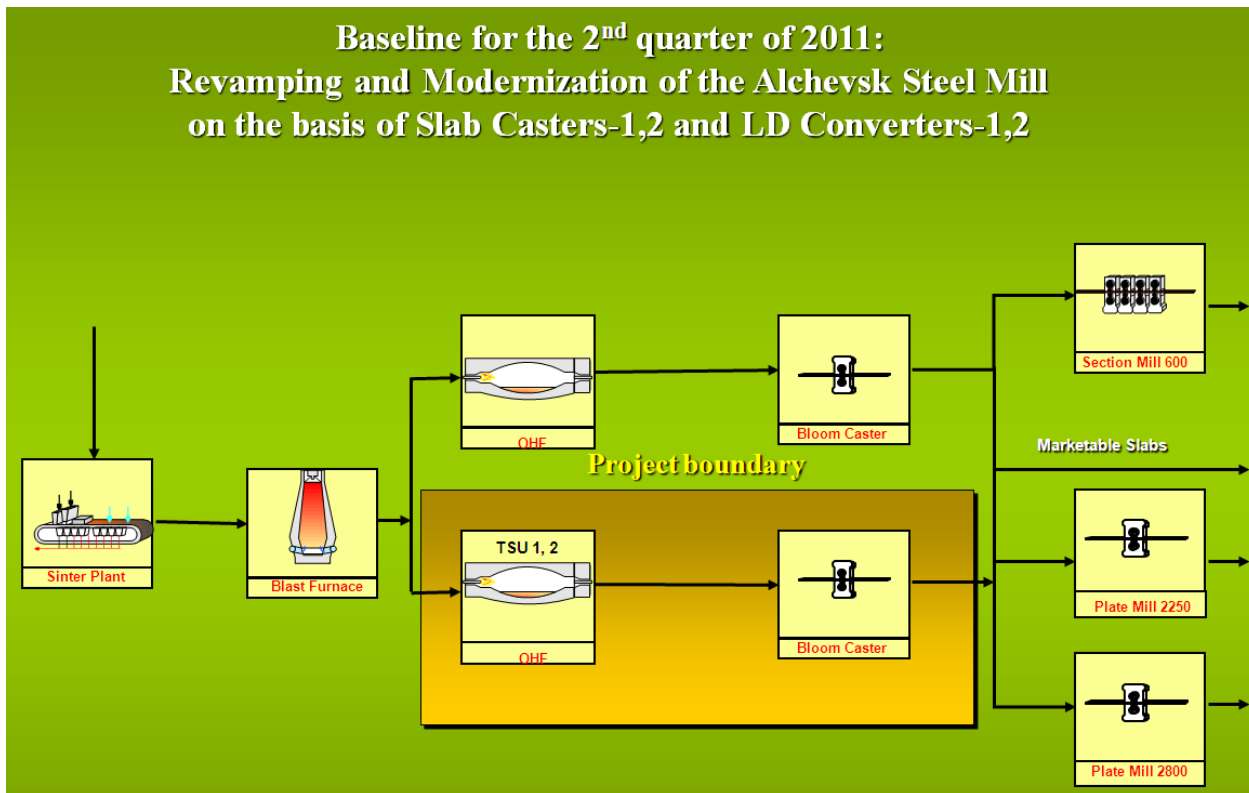 Baseline for the 2nd quarter of 2011:
Revamping and Modernization of the Alchevsk Steel Mill
on the basis of Slab Casters-1,2 and LD Converters-1,2
Section Mill 600
OHF
Bloom Caster
Marketable Slabs
Project boundary
Sinter Plant
Blast Furnace
TSU 1, 2
OHF
Bloom Caster
Plate Mill 2250
Plate Mill 2800